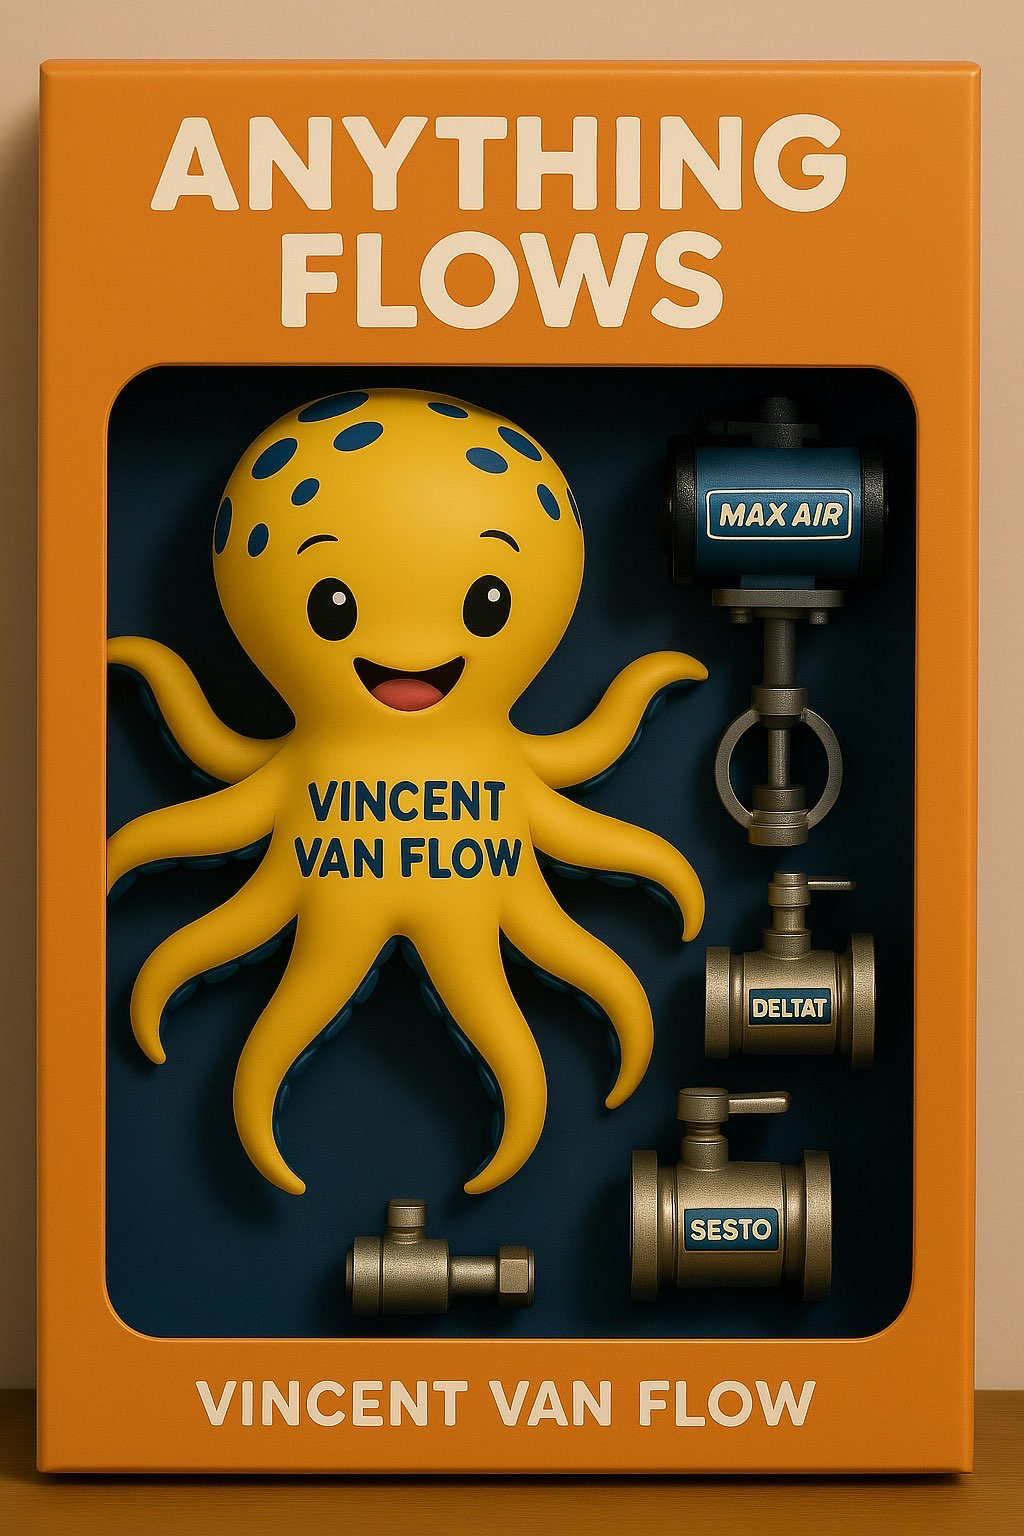 ANYTHING
FLOWS
MAX AIR
VINCENT
VAN FLOW
DELTAT
SESTO
VINCENT VAN FLOW